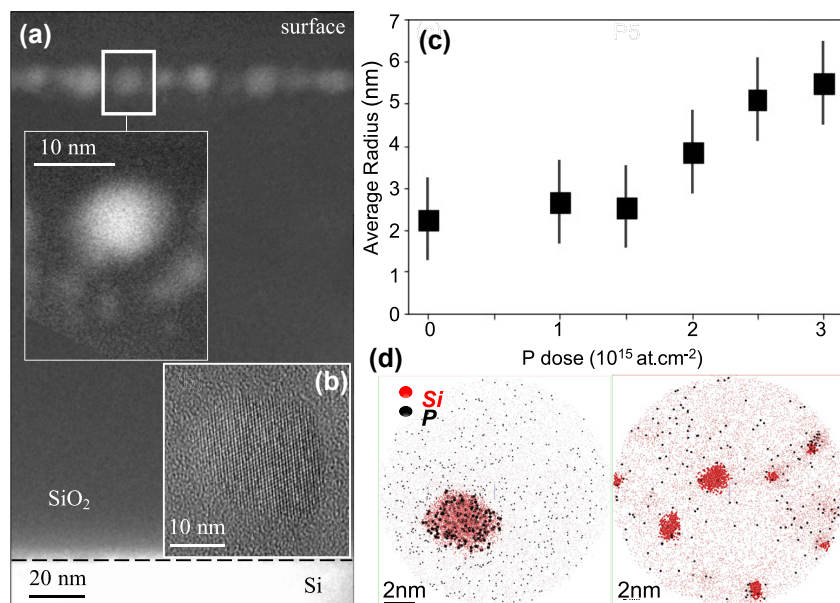 (a)
surface
10 nm
(b)
10 nm
SiO2
20 nm
Si
(c)
P5
7
6
5
4
3
2
1
0
Average Radius (nm)
0
1
2
3
P dose (10^15 at.cm-2)
(d)
Si
P
2nm
2nm